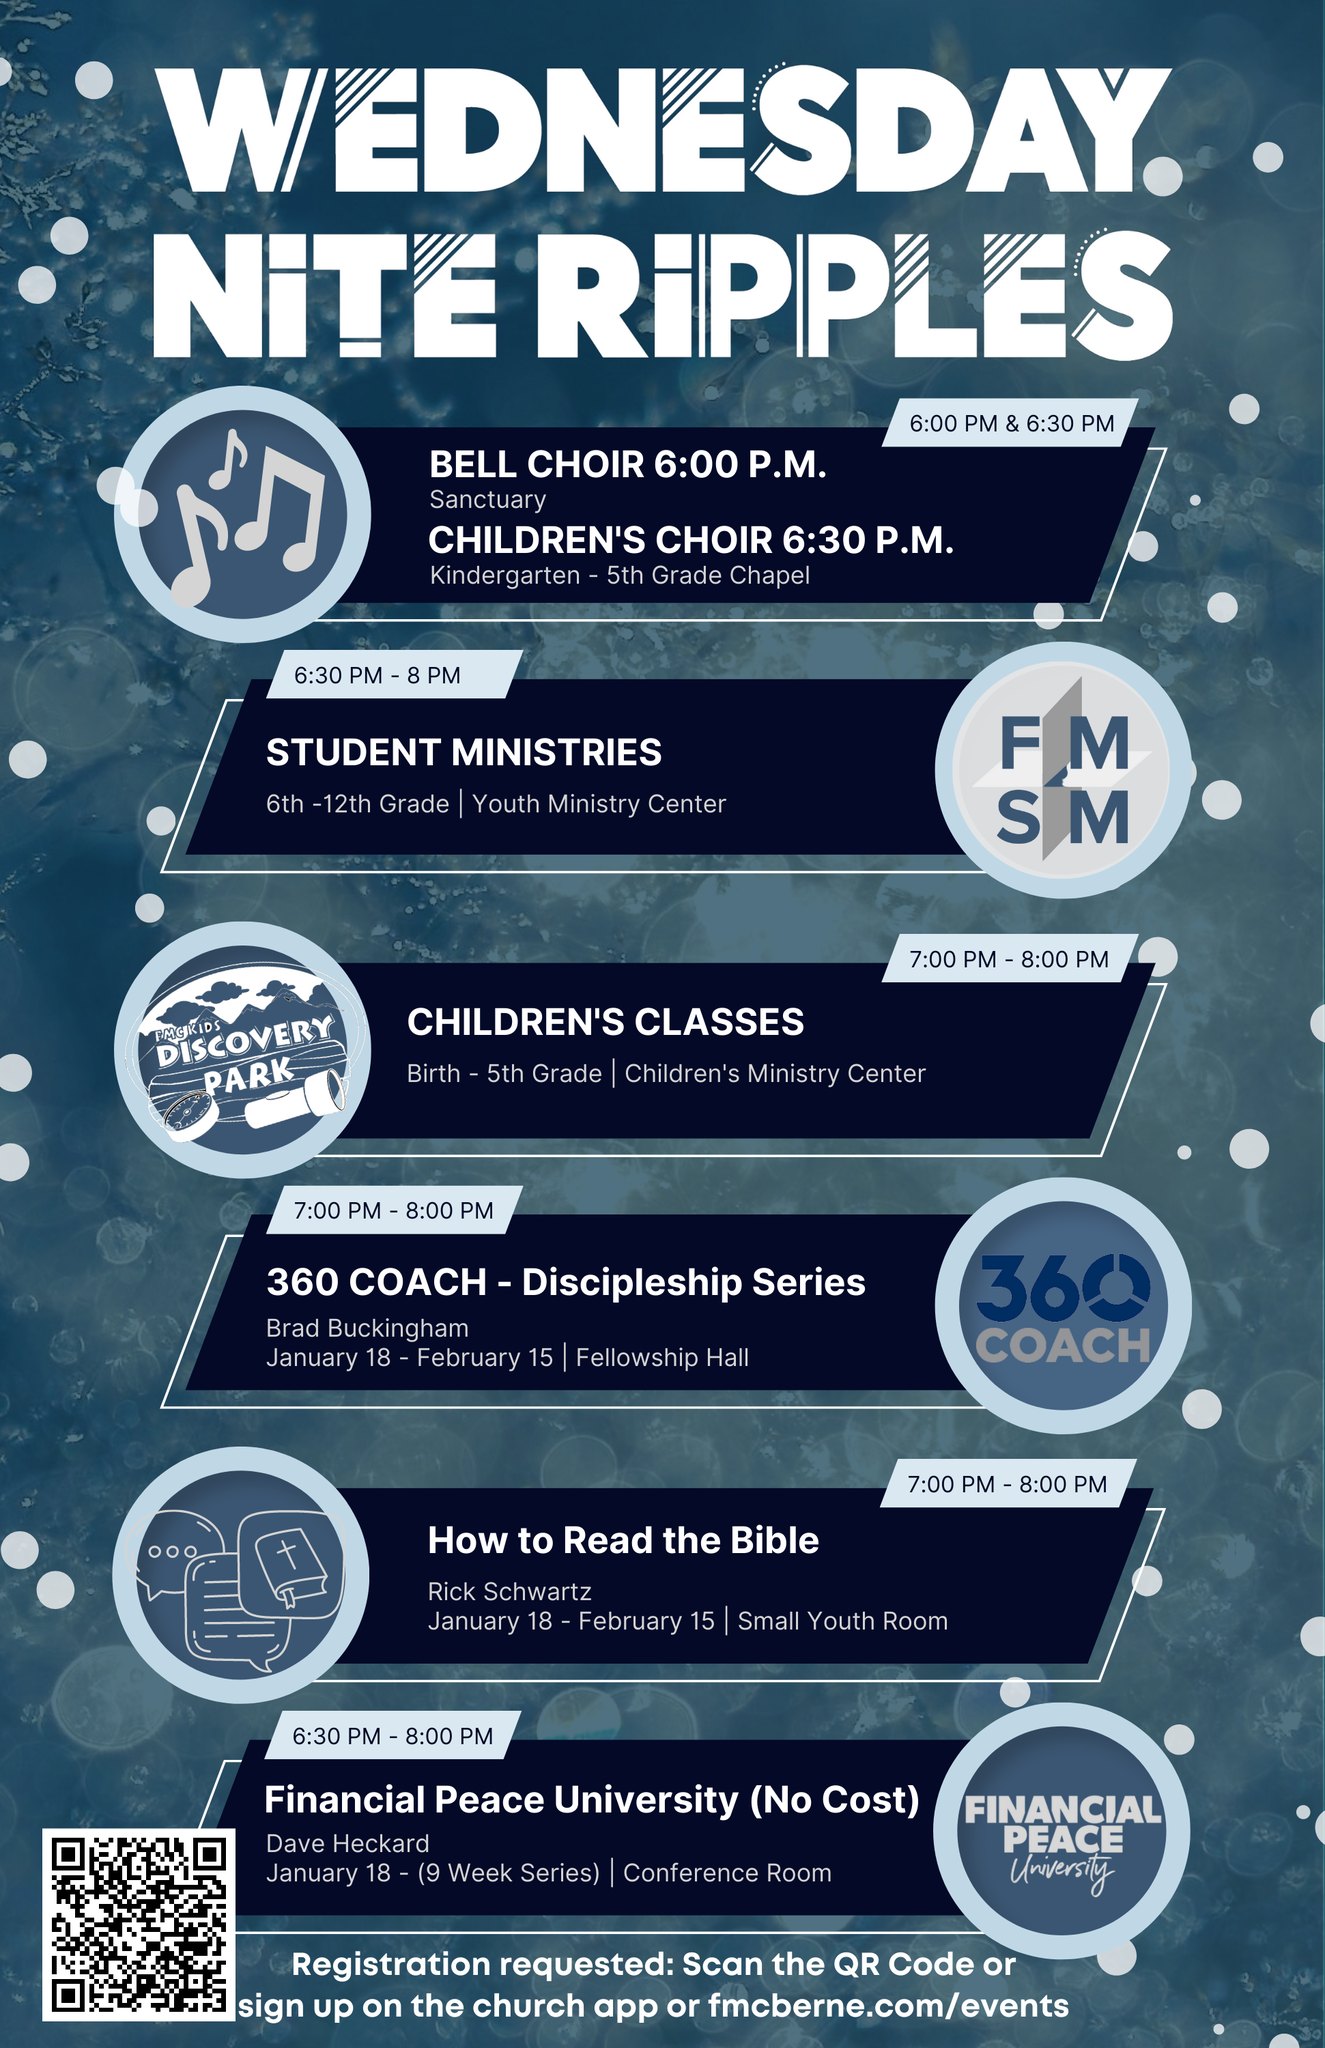 WEDNESDAY
NiTE RiPPLES
6:00 PM & 6:30 PM
BELL CHOIR 6:00 P.M.
Sanctuary
CHILDREN'S CHOIR 6:30 P.M.
Kindergarten - 5th Grade Chapel
6:30 PM - 8 PM
STUDENT MINISTRIES
6th -12th Grade | Youth Ministry Center
F M
S M
7:00 PM - 8:00 PM
FMC KIDS
DISCOVERY
PARK
CHILDREN'S CLASSES
Birth - 5th Grade | Children's Ministry Center
7:00 PM - 8:00 PM
360 COACH - Discipleship Series
Brad Buckingham
January 18 - February 15 | Fellowship Hall
360
COACH
7:00 PM - 8:00 PM
How to Read the Bible
Rick Schwartz
January 18 - February 15 | Small Youth Room
6:30 PM - 8:00 PM
Financial Peace University (No Cost)
Dave Heckard
January 18 - (9 Week Series) | Conference Room
FINANCIAL
PEACE
University
Registration requested: Scan the QR Code or
sign up on the church app or fmcberne.com/events